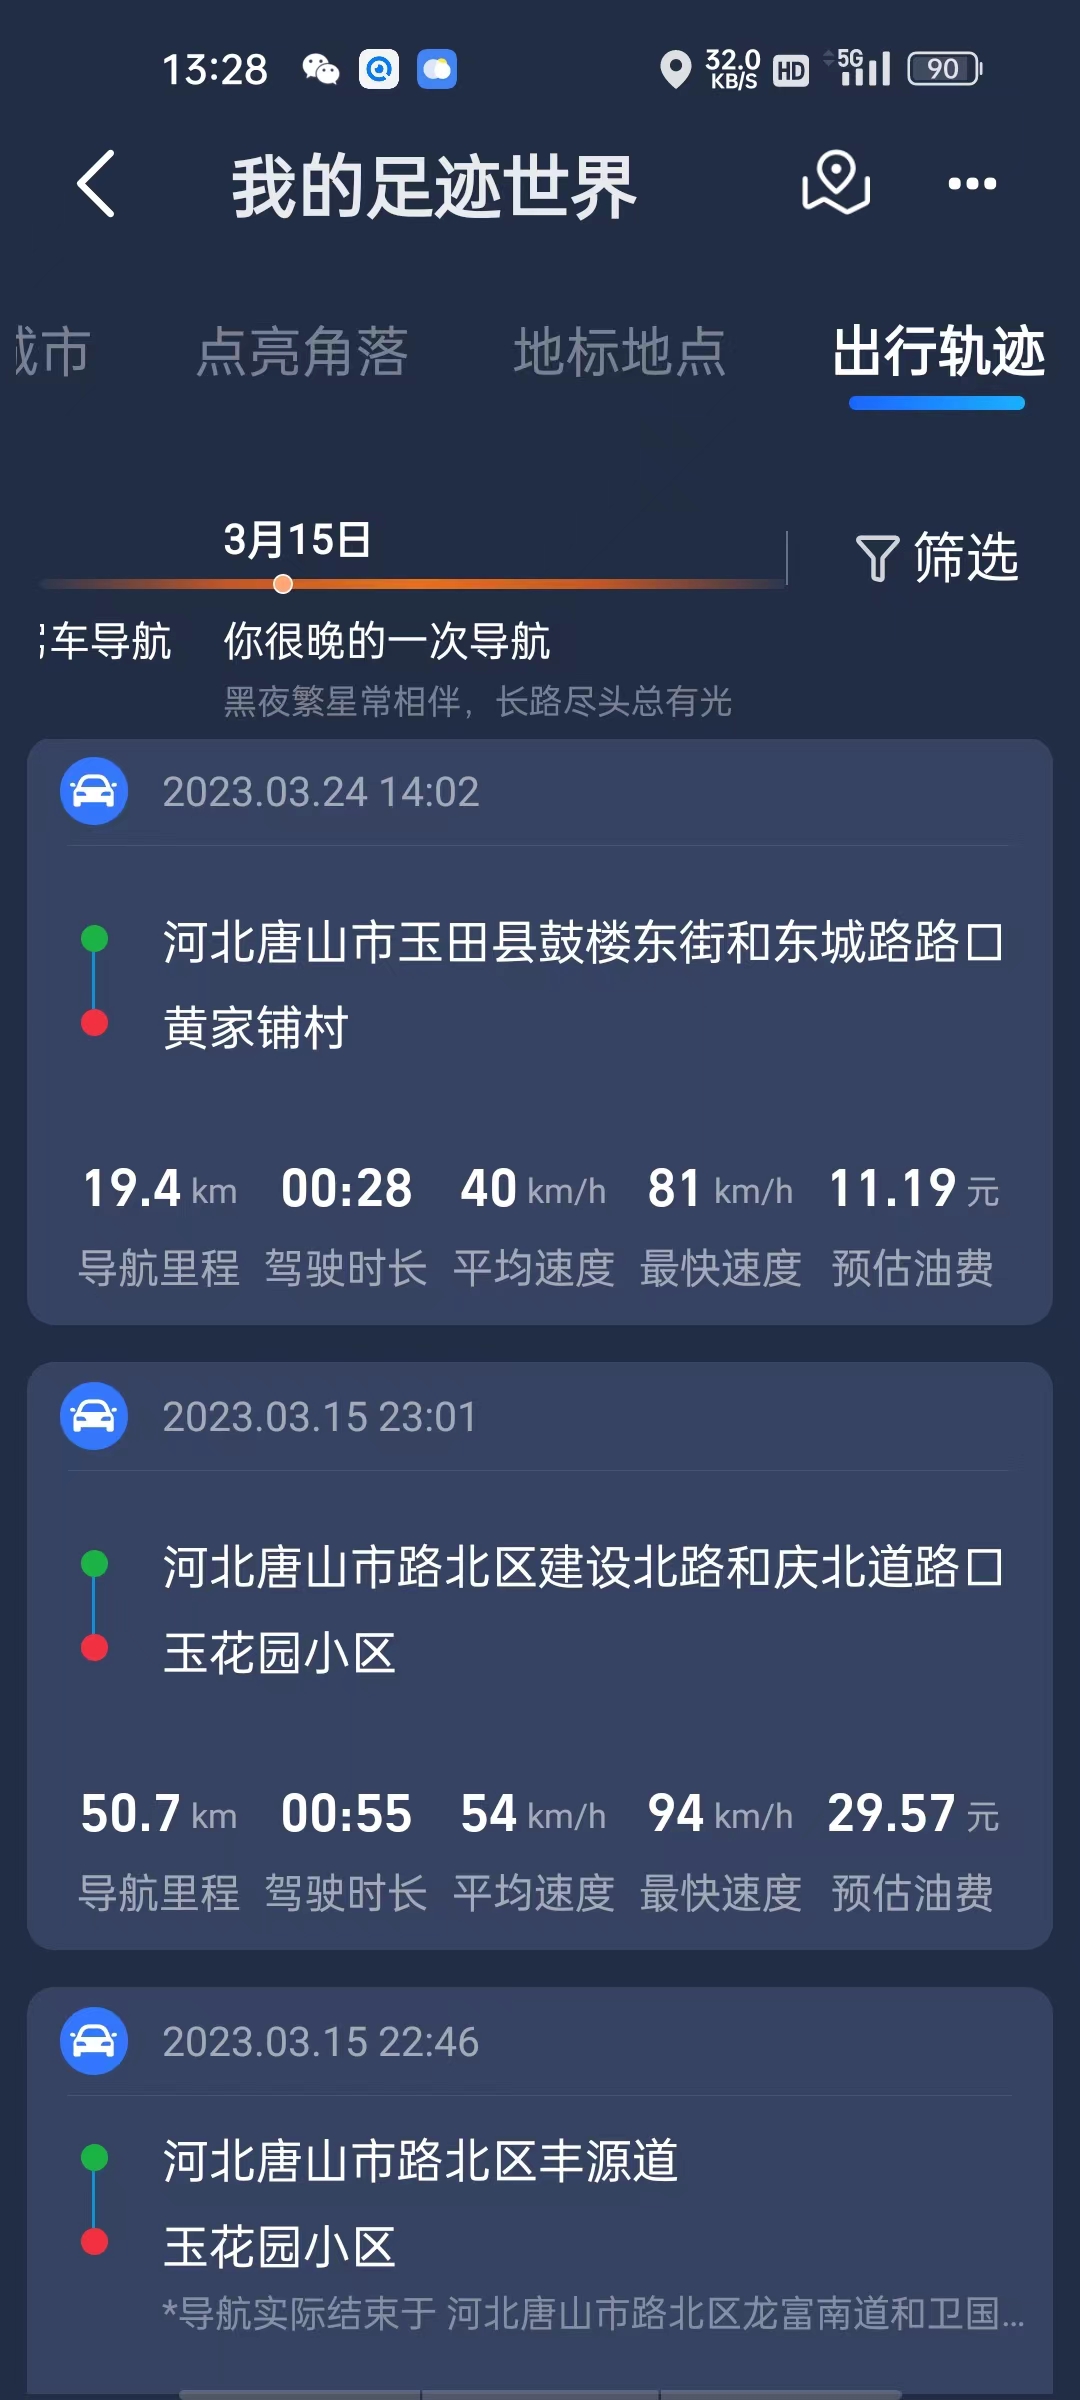 13:28
32.0 KB/S HD 5G 90
我的足迹世界
城市 点亮角落 地标地点 出行轨迹
3月15日
筛选
车导航 你很晚的一次导航
黑夜繁星常相伴，长路尽头总有光
2023.03.24 14:02
河北唐山市玉田县鼓楼东街和东城路路口
黄家铺村
19.4 km 00:28 40 km/h 81 km/h 11.19 元
导航里程 驾驶时长 平均速度 最快速度 预估油费
2023.03.15 23:01
河北唐山市路北区建设北路和庆北道路口
玉花园小区
50.7 km 00:55 54 km/h 94 km/h 29.57 元
导航里程 驾驶时长 平均速度 最快速度 预估油费
2023.03.15 22:46
河北唐山市路北区丰源道
玉花园小区
*导航实际结束于 河北唐山市路北区龙富南道和卫国...